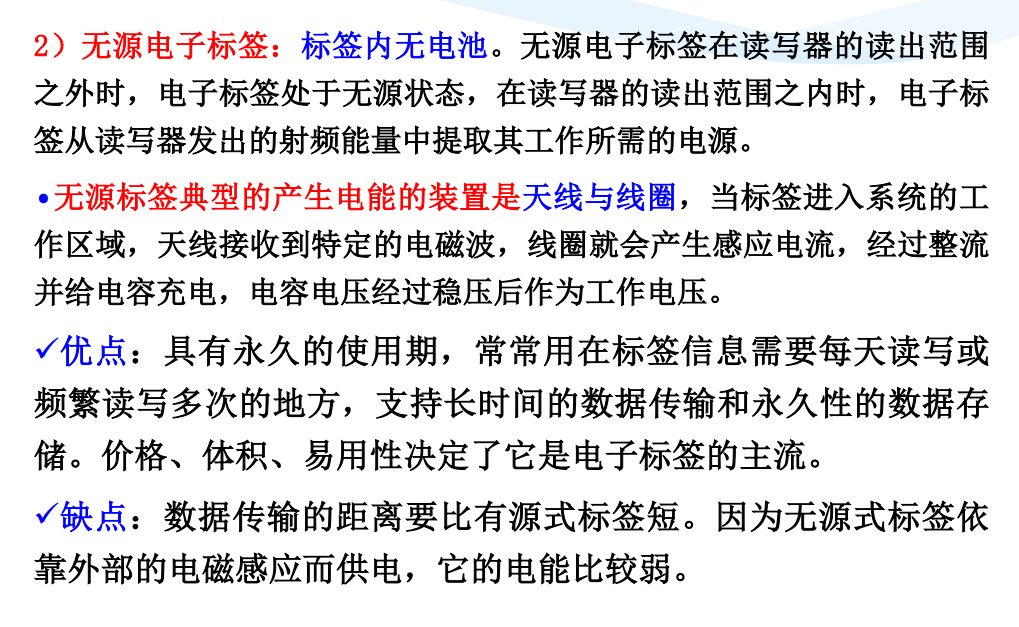 2）无源电子标签：标签内无电池。无源电子标签在读写器的读出范围
之外时，电子标签处于无源状态，在读写器的读出范围之内时，电子标
签从读写器发出的射频能量中提取其工作所需的电源。
•无源标签典型的产生电能的装置是天线与线圈，当标签进入系统的工
作区域，天线接收到特定的电磁波，线圈就会产生感应电流，经过整流
并给电容充电，电容电压经过稳压后作为工作电压。
✓优点：具有永久的使用期，常常用在标签信息需要每天读写或
频繁读写多次的地方，支持长时间的数据传输和永久性的数据存
储。价格、体积、易用性决定了它是电子标签的主流。
✓缺点：数据传输的距离要比有源式标签短。因为无源式标签依
靠外部的电磁感应而供电，它的电能比较弱。